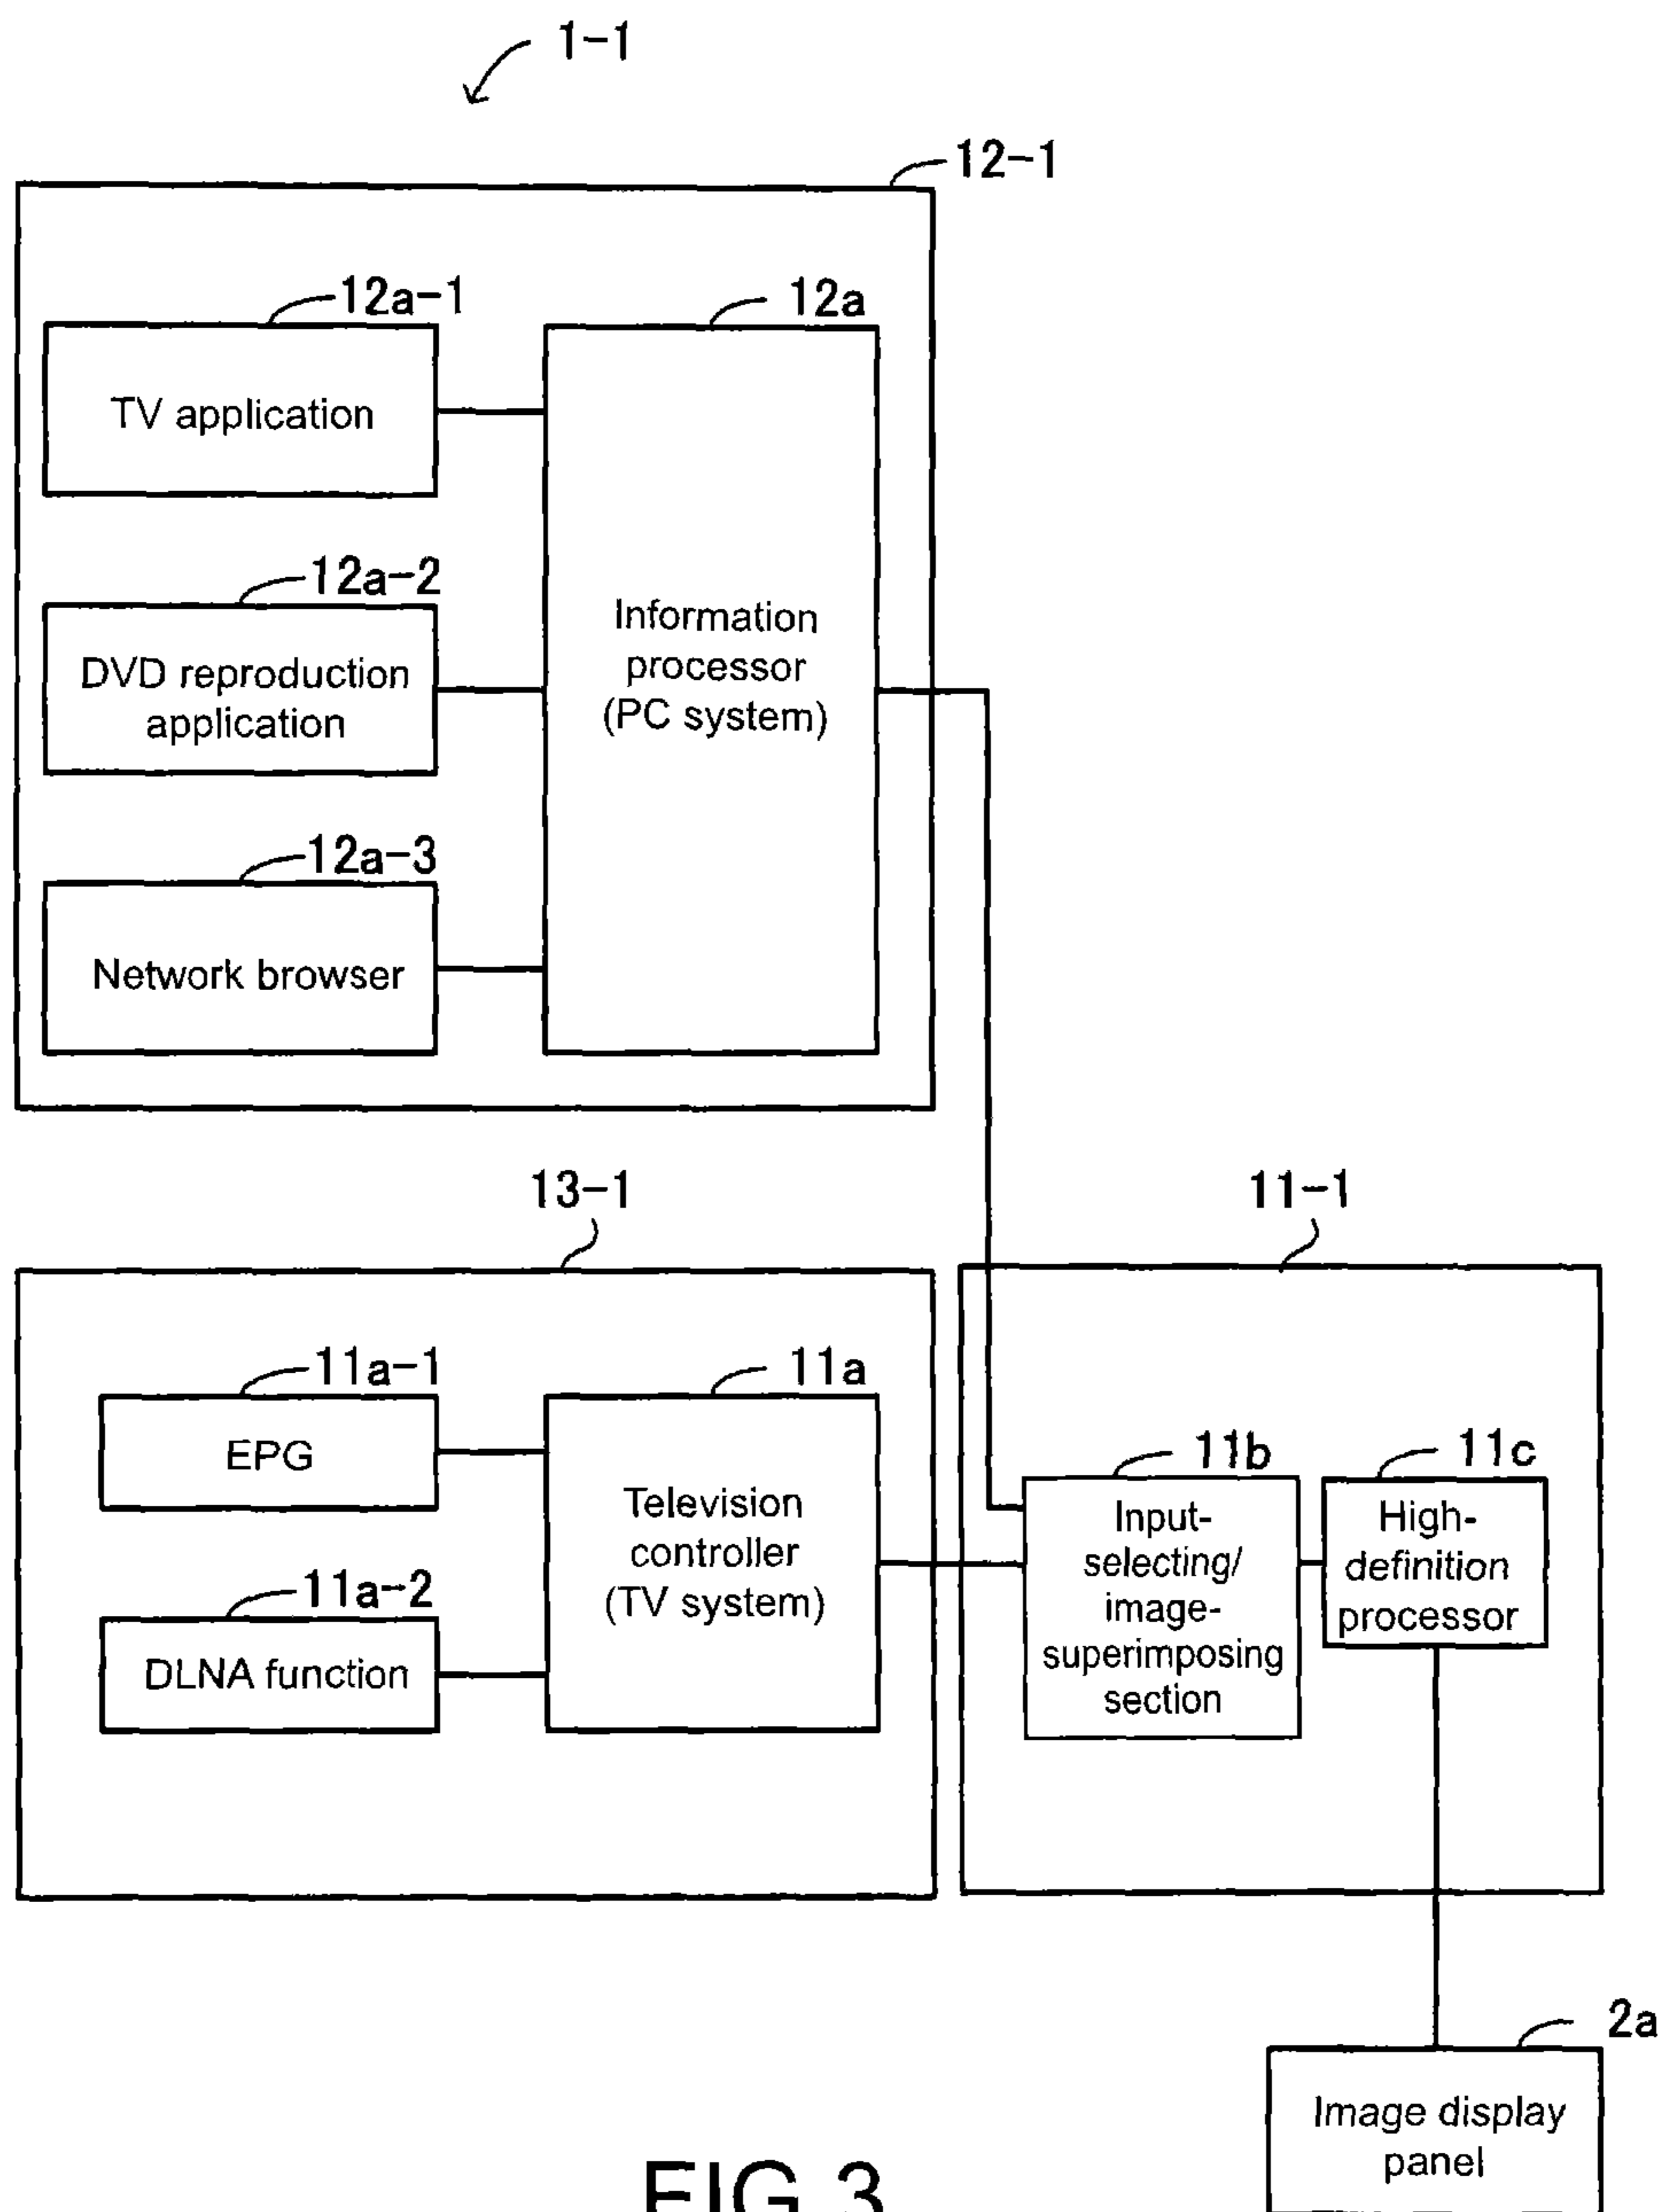 1-1
12-1
12a-1
12a
TV application
12a-2
DVD reproduction
application
Information
processor
(PC system)
12a-3
Network browser
13-1
11-1
11a-1
11a
EPG
Television
controller
(TV system)
11a-2
DLNA function
11b
11c
Input-
selecting/
image-
superimposing
section
High-
definition
processor
2a
Image display
panel
FIG.3